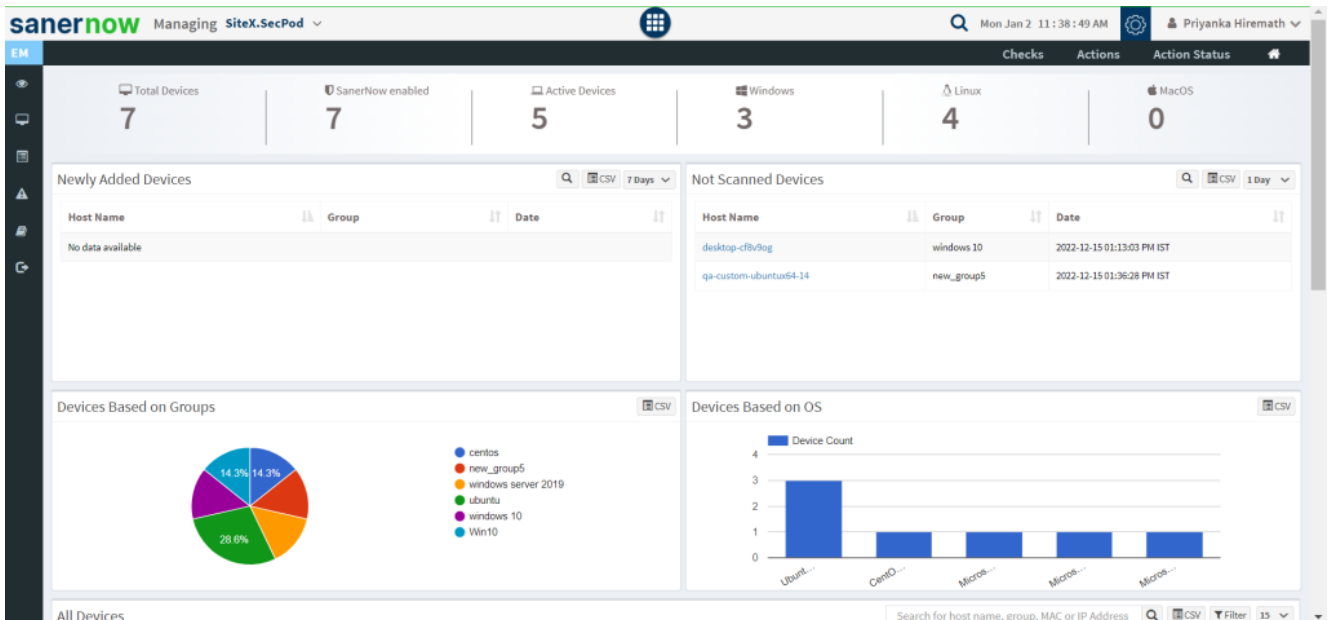 sanernow Managing SiteX.SecPod Mon Jan 2 11:38:49 AM Priyanka Hiremath
EM Checks Actions Action Status
Total Devices SanerNow enabled Active Devices Windows Linux MacOS
7 7 5 3 4 0
Newly Added Devices CSV 7 Days
Host Name Group Date
No data available
Not Scanned Devices CSV 1 Day
Host Name Group Date
desktop-cf8v9og windows 10 2022-12-15 01:13:03 PM IST
qa-custom-ubuntux64-14 new_group5 2022-12-15 01:36:28 PM IST
Devices Based on Groups CSV
14.3% 14.3%
28.6%
centos
new_group5
windows server 2019
ubuntu
windows 10
Win10
Devices Based on OS CSV
Device Count
4
3
2
1
0
Ubunt... CentO... Micros... Micros... Micros...
All Devices Search for host name, group, MAC or IP Address CSV Filter 15